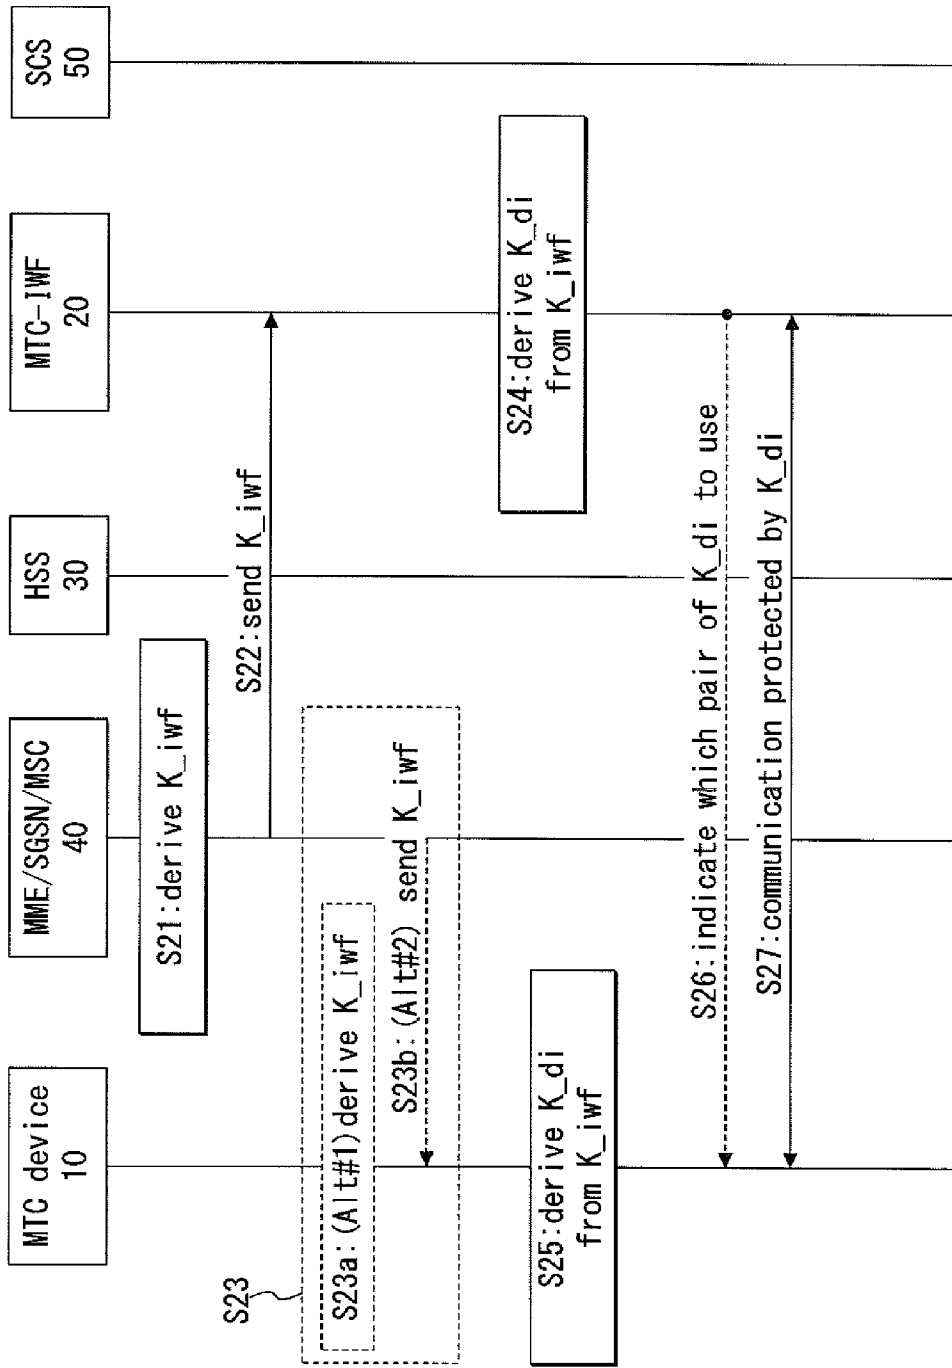 MTC device
10
MME/SGSN/MSC
40
HSS
30
MTC-IWF
20
SCS
50
S21:derive K_iwf
S22:send K_iwf
S23
S23a:(Alt#1)derive K_iwf
S23b:(Alt#2) send K_iwf
S24:derive K_di
from K_iwf
S25:derive K_di
from K_iwf
S26:indicate which pair of K_di to use
S27:communication protected by K_di